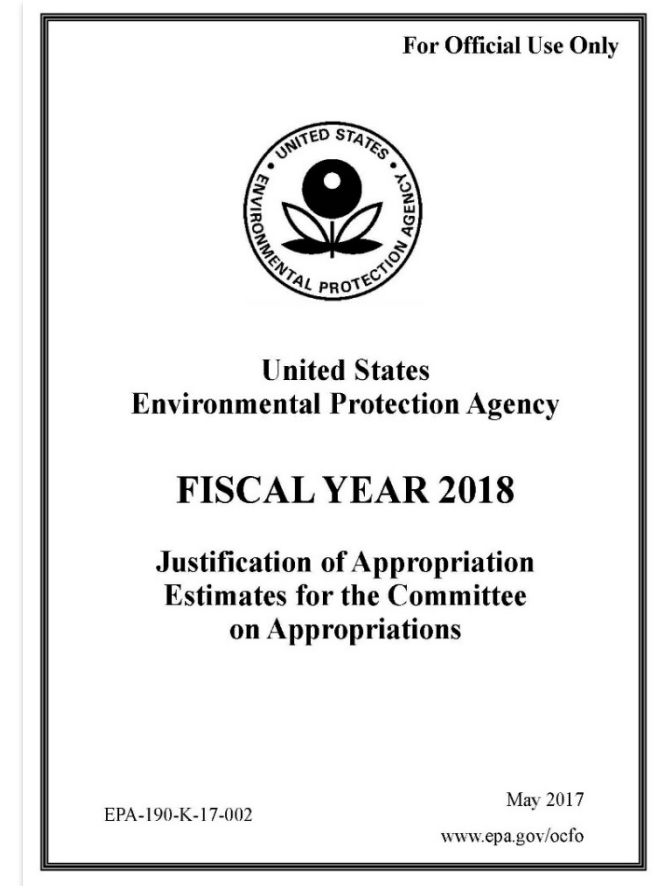 For Official Use Only
UNITED STATES
ENVIRONMENTAL PROTECTION AGENCY
United States
Environmental Protection Agency
FISCAL YEAR 2018
Justification of Appropriation
Estimates for the Committee
on Appropriations
May 2017
EPA-190-K-17-002
www.epa.gov/ocfo